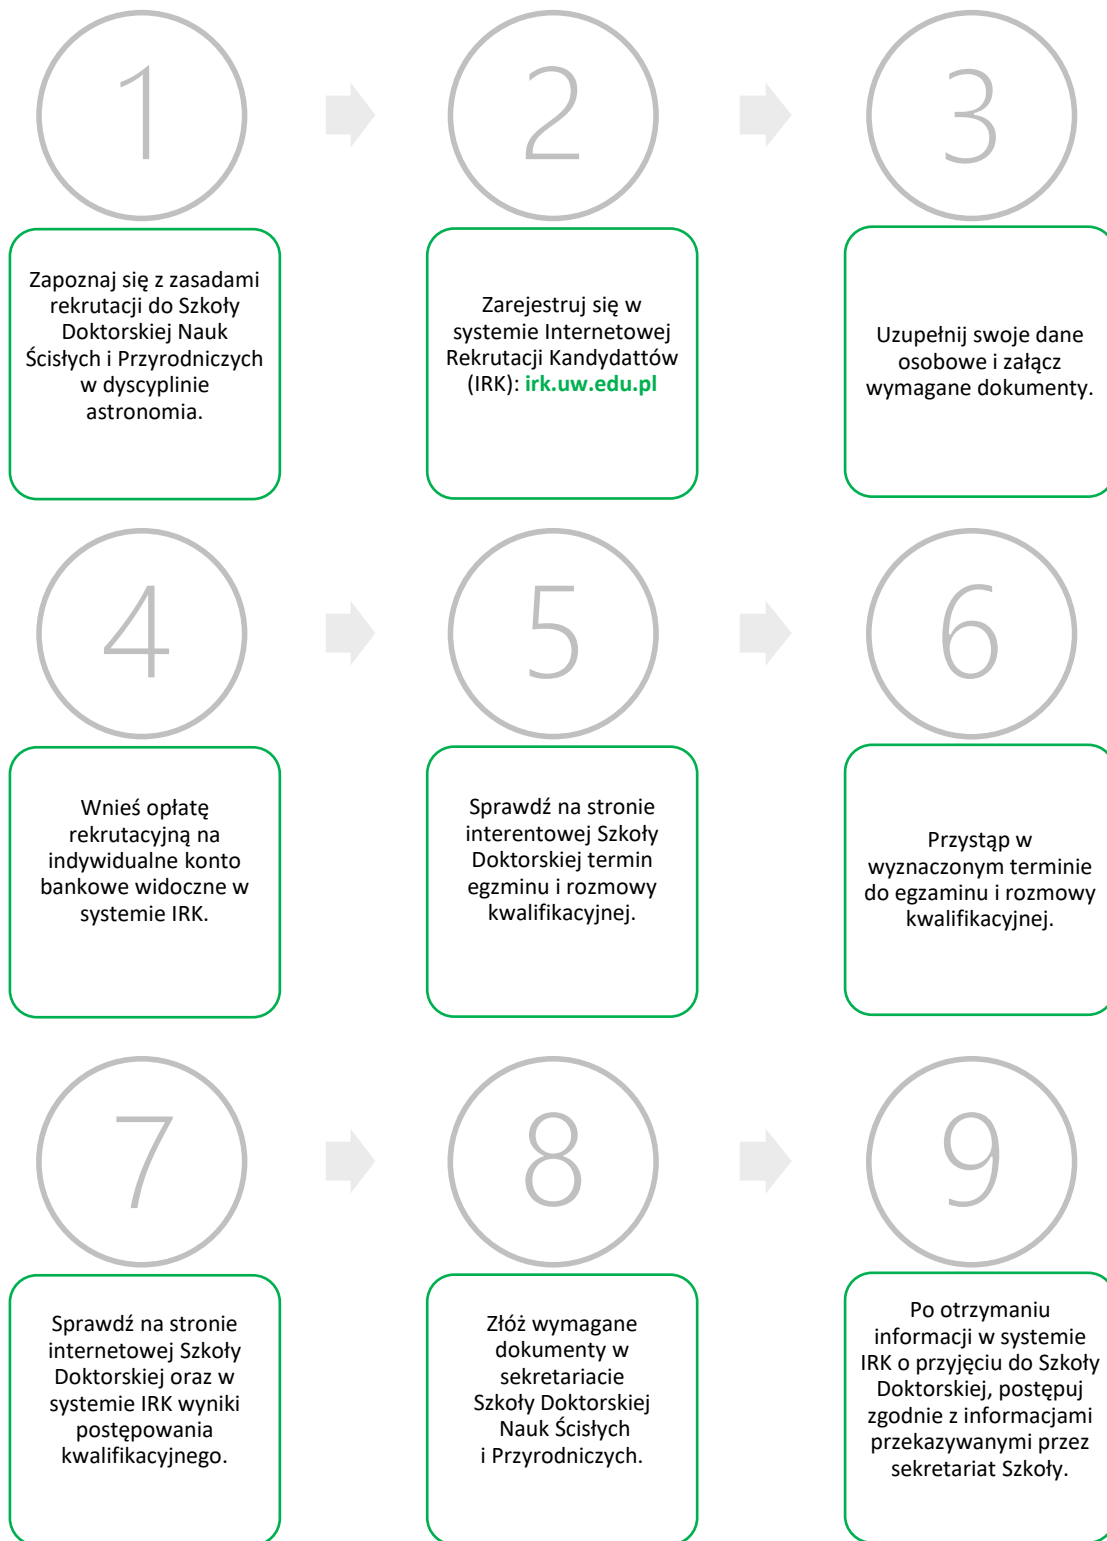 1
2
3
Zapoznaj się z zasadami
rekrutacji do Szkoły
Doktorskiej Nauk
Ścisłych i Przyrodniczych
w dyscyplinie
astronomia.
Zarejestruj się w
systemie Internetowej
Rekrutacji Kandydattów
(IRK): irk.uw.edu.pl
Uzupełnij swoje dane
osobowe i załącz
wymagane dokumenty.
4
5
6
Wnieś opłatę
rekrutacyjną na
indywidualne konto
bankowe widoczne w
systemie IRK.
Sprawdź na stronie
interentowej Szkoły
Doktorskiej termin
egzminu i rozmowy
kwalifikacyjnej.
Przystąp w
wyznaczonym terminie
do egzaminu i rozmowy
kwalifikacyjnej.
7
8
9
Sprawdź na stronie
internetowej Szkoły
Doktorskiej oraz w
systemie IRK wyniki
postępowania
kwalifikacyjnego.
Złóż wymagane
dokumenty w
sekretariacie
Szkoły Doktorskiej
Nauk Ścisłych
i Przyrodniczych.
Po otrzymaniu
informacji w systemie
IRK o przyjęciu do Szkoły
Doktorskiej, postępuj
zgodnie z informacjami
przekazywanymi przez
sekretariat Szkoły.